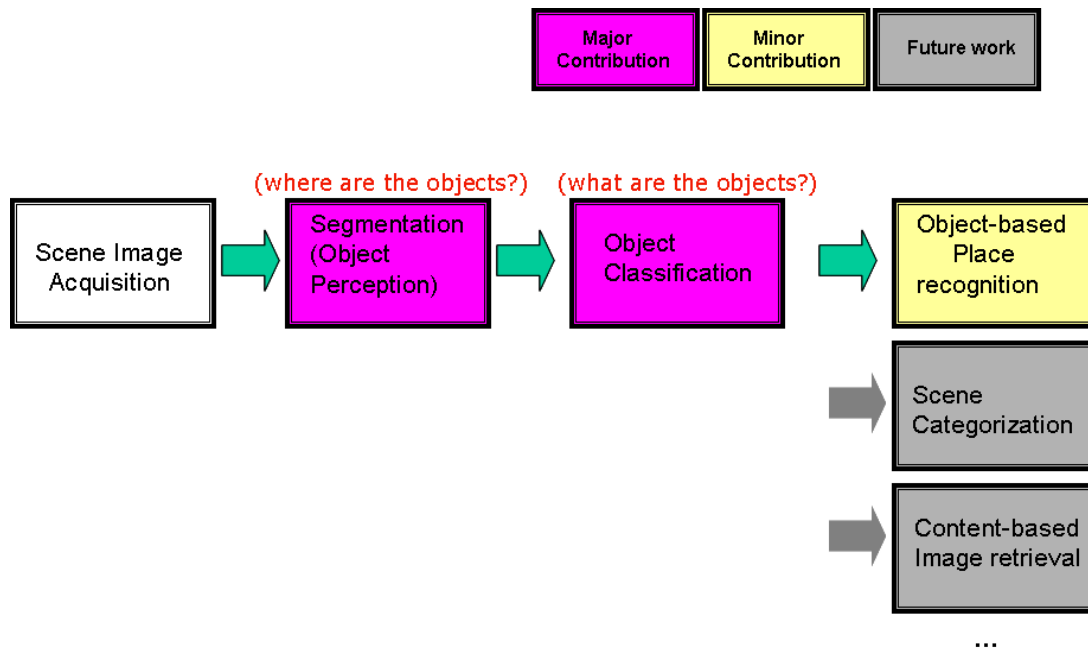 Major
Contribution
Minor
Contribution
Future work
(where are the objects?)
(what are the objects?)
Scene Image
Acquisition
Segmentation
(Object
Perception)
Object
Classification
Object-based
Place
recognition
Scene
Categorization
Content-based
Image retrieval
...